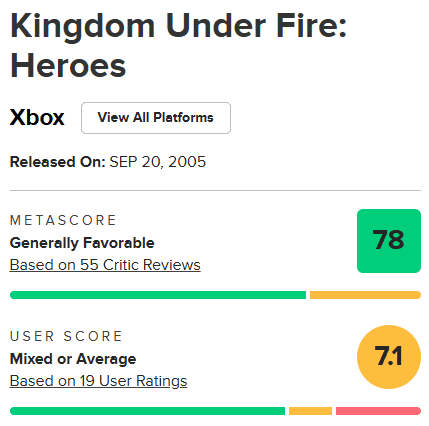 Kingdom Under Fire:
Heroes
Xbox View All Platforms
Released On: SEP 20, 2005
METASCORE
Generally Favorable
Based on 55 Critic Reviews
78
USER SCORE
Mixed or Average
Based on 19 User Ratings
7.1